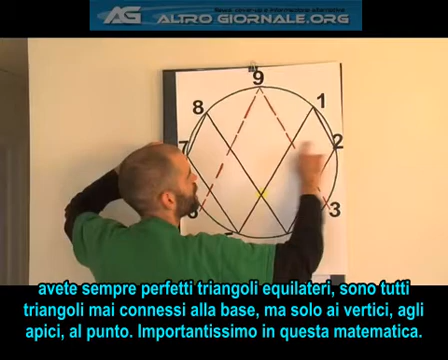 ALTRO GIORNALE.ORG
9
8
1
7
2
3
avete sempre perfetti triangoli equilateri, sono tutti
triangoli mai connessi alla base, ma solo ai vertici, agli
apici, al punto. Importantissimo in questa matematica.